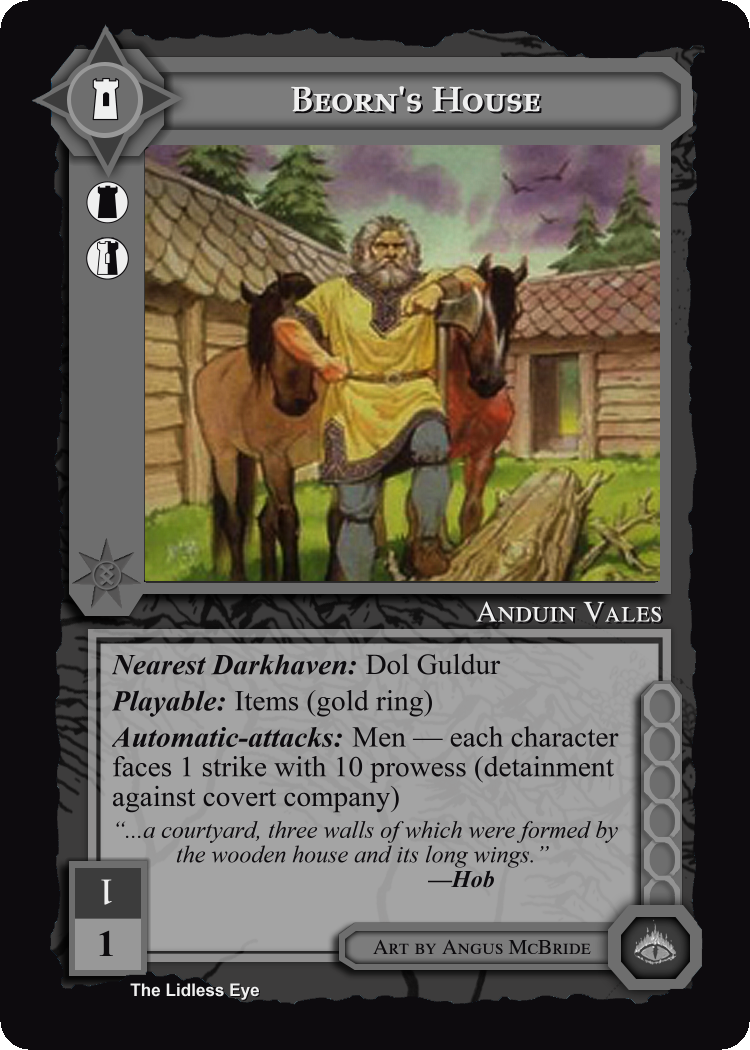 Beorn's House
Anduin Vales
Nearest Darkhaven: Dol Guldur
Playable: Items (gold ring)
Automatic-attacks: Men — each character
faces 1 strike with 10 prowess (detainment
against covert company)
“...a courtyard, three walls of which were formed by
the wooden house and its long wings.”
—Hob
1
1
Art by Angus McBride
The Lidless Eye